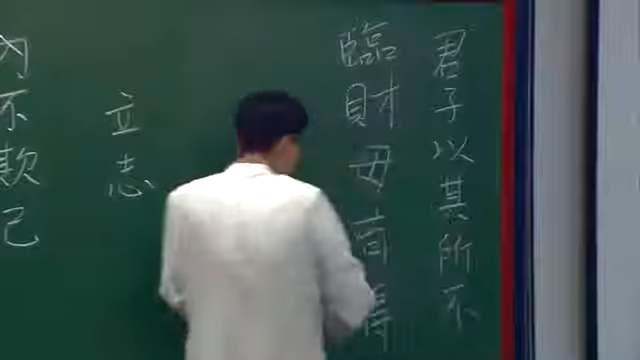 君子以其所不
臨財毋苟得
立志
內不欺己